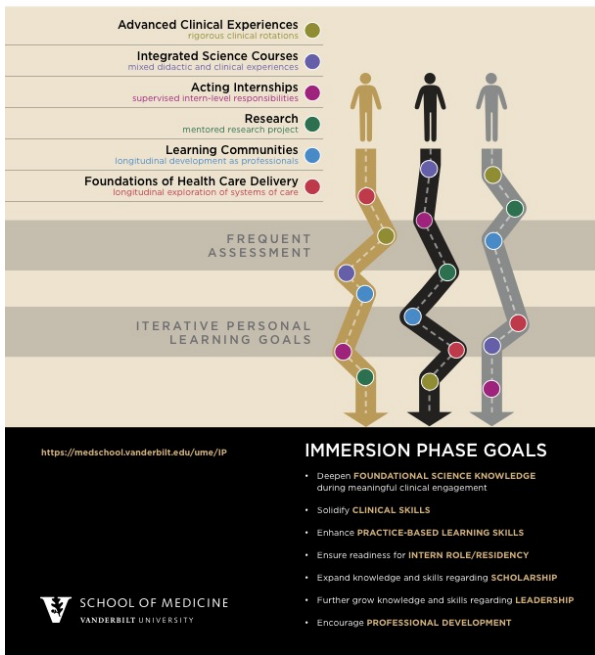 Advanced Clinical Experiences
rigorous clinical rotations
Integrated Science Courses
mixed didactic and clinical experiences
Acting Internships
supervised intern-level responsibilities
Research
mentored research project
Learning Communities
longitudinal development as professionals
Foundations of Health Care Delivery
longitudinal exploration of systems of care
FREQUENT
ASSESSMENT
ITERATIVE PERSONAL
LEARNING GOALS
https://medschool.vanderbilt.edu/ume/IP
IMMERSION PHASE GOALS
• Deepen FOUNDATIONAL SCIENCE KNOWLEDGE
during meaningful clinical engagement
• Solidify CLINICAL SKILLS
• Enhance PRACTICE-BASED LEARNING SKILLS
• Ensure readiness for INTERN ROLE/RESIDENCY
• Expand knowledge and skills regarding SCHOLARSHIP
• Further grow knowledge and skills regarding LEADERSHIP
• Encourage PROFESSIONAL DEVELOPMENT
V SCHOOL OF MEDICINE
VANDERBILT UNIVERSITY